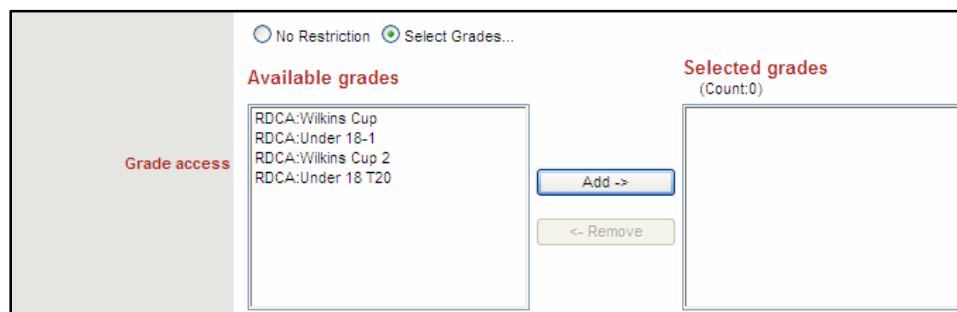 No Restriction Select Grades...
Available grades
Selected grades
(Count:0)
Grade access
RDCA:Wilkins Cup
RDCA:Under 18-1
RDCA:Wilkins Cup 2
RDCA:Under 18 T20
Add ->
<- Remove